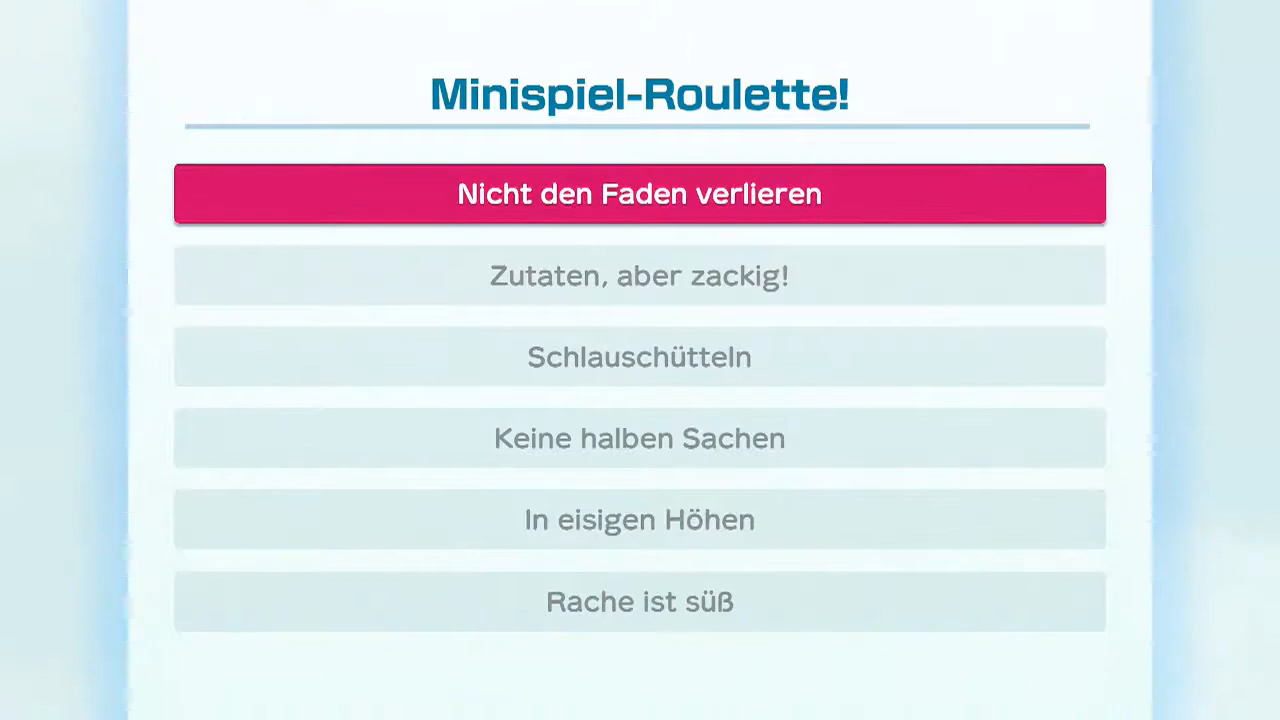 Minispiel-Roulette!
Nicht den Faden verlieren
Zutaten, aber zackig!
Schlauschütteln
Keine halben Sachen
In eisigen Höhen
Rache ist süß